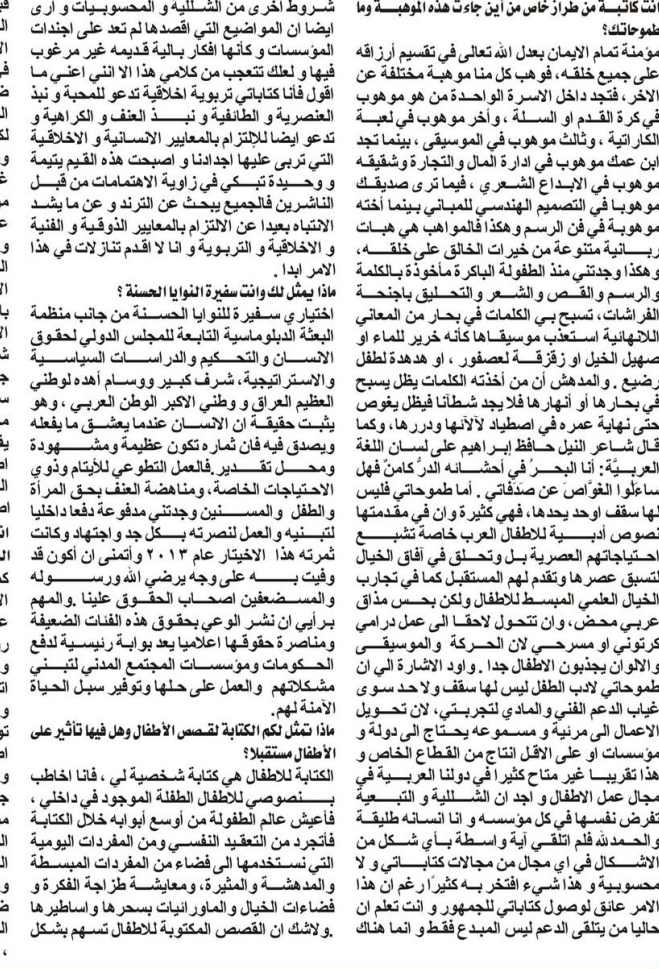 انت كاتبة من طراز خاص من أين جاءت هذه الموهبة وما
طموحاتك؟
مؤمنة تمام الايمان بعدل الله تعالى في تقسيم أرزاقه
على جميع خلقه، فوهب كل منا موهبة مختلفة عن
الاخر، فتجد داخل الاسرة الواحدة من هو موهوب
في كرة القدم او السلة ، وأخر موهوب في لعبة
الكاراتية ، وثالث موهوب في الموسيقى ، بينما تجد
ابن عمك موهوب في ادارة المال والتجارة وشقيقه
موهوب في الابداع الشعري ، فيما ترى صديقك
موهوبا في التصميم الهندسي للمباني بينما أخته
موهوبة في فن الرسم وهكذا فالمواهب هي هبات
ربانية متنوعة من خيرات الخالق على خلقه،
وهكذا وجدتني منذ الطفولة الباكرة مأخوذة بالكلمة
والرسم والقص والشعر والتحليق باجنحة
الفراشات، تسبح بي الكلمات في بحار من المعاني
اللانهائية استعذب موسيقاها كأنه خرير للماء او
صهيل الخيل او زقزقة لعصفور ، او هدهدة لطفل
رضيع . والمدهش أن من أخذته الكلمات يظل يسبح
في بحارها أو أنهارها فلا يجد شطآنا فيظل يغوص
حتى نهاية عمره في اصطياد لآلائها ودررها، وكما
قال شاعر النيل حافظ إبراهيم على لسان اللغة
العربيَّة: أنا البحرُ في أحشائه الدرُّ كامنٌ فهل
ساءلوا الغوّاصَ عن صَدَفاتي . أما طموحاتي فليس
لها سقف اوحد يحدها، فهي كثيرة وان في مقدمتها
نصوص أدبية للاطفال العرب خاصة تشبع
احتياجاتهم العصرية بل وتحلق في آفاق الخيال
لتسبق عصرها وتقدم لهم المستقبل كما في تجارب
الخيال العلمي المبسط للاطفال ولكن بحس مذاق
عربي محض، وان تتحول لاحقا الى عمل درامي
كرتوني او مسرحي لان الحركة والموسيقى
والالوان يجذبون الاطفال جدا . واود الاشارة الى ان
طموحاتي لادب الطفل ليس لها سقف ولا حد سوى
غياب الدعم الفني والمادي لتجربتي، لان تحويل
الاعمال الى مرئية و مسموعه يحتاج الى دولة و
مؤسسات او على الاقل انتاج من القطاع الخاص و
هذا تقريبا غير متاح كثيرا في دولنا العربية في
مجال عمل الاطفال و اجد ان الشللية و التبعية
تفرض نفسها في كل مؤسسه و انا انسانه طليقة
والحمدلله فلم اتلقى آية واسطة بأي شكل من
الاشكال في اي مجال من مجالات كتاباتي و لا
محسوبية و هذا شيء افتخر به كثيرًا رغم ان هذا
الامر عائق لوصول كتاباتي للجمهور و انت تعلم ان
حاليا من يتلقى الدعم ليس المبدع فقط و انما هناك
شروط اخرى من الشللية و المحسوبيات و ارى
ايضا ان المواضيع التي اقصدها لم تعد على اجندات
المؤسسات و كأنها افكار بالية قديمه غير مرغوب
فيها و لعلك تتعجب من كلامي هذا الا انني اعني ما
اقول فأنا كتاباتي تربوية اخلاقية تدعو للمحبة و نبذ
العنصرية و الطائفية و نبذ العنف و الكراهية و
تدعو ايضا للإلتزام بالمعايير الانسانية و الاخلاقية
التي تربى عليها اجدادنا و اصبحت هذه القيم يتيمة
و وحيدة تبكي في زاوية الاهتمامات من قبل
الناشرين فالجميع يبحث عن الترند و عن ما يشد
الانتباه بعيدا عن الالتزام بالمعايير الذوقية و الفنية
و الاخلاقية و التربوية و انا لا اقدم تنازلات في هذا
الامر ابدا .
ماذا يمثل لك وانت سفيرة النوايا الحسنة ؟
اختياري سفيرة للنوايا الحسنة من جانب منظمة
البعثة الدبلوماسية التابعة للمجلس الدولي لحقوق
الانسان والتحكيم والدراسات السياسية
والاستراتيجية، شرف كبير ووسام أهده لوطني
العظيم العراق و وطني الاكبر الوطن العربي ، وهو
يثبت حقيقة ان الانسان عندما يعشق ما يفعله
ويصدق فيه فان ثماره تكون عظيمة ومشهودة
ومحل تقدير .فالعمل التطوعي للأيتام وذوي
الاحتياجات الخاصة، ومناهضة العنف بحق المرأة
والطفل والمسنين وجدتني مدفوعة دفعا داخليا
لتبنيه والعمل لنصرته بكل جد واجتهاد وكانت
ثمرته هذا الاختيار عام ٢٠١٣ وأتمنى ان أكون قد
وفيت به على وجه يرضي الله ورسوله
والمستضعفين اصحاب الحقوق علينا .والمهم
برأيي ان نشر الوعي بحقوق هذه الفئات الضعيفة
ومناصرة حقوقها اعلاميا يعد بوابة رئيسية لدفع
الحكومات ومؤسسات المجتمع المدني لتبني
مشكلاتهم والعمل على حلها وتوفير سبل الحياة
الآمنة لهم.
ماذا تمثل لكم الكتابة لقصص الأطفال وهل فيها تأثير على
الأطفال مستقبلا؟
الكتابة للاطفال هي كتابة شخصية لي ، فانا اخاطب
بنصوصي للاطفال الطفلة الموجود في داخلي ،
فأعيش عالم الطفولة من أوسع أبوابه خلال الكتابة
فأتجرد من التعقيد النفسي ومن المفردات اليومية
التي نستخدمها الى فضاء من المفردات المبسطة
والمدهشة والمثيرة، ومعايشة طزاجة الفكرة و
فضاءات الخيال والماورائيات بسحرها و اساطيرها
.ولاشك ان القصص المكتوبة للاطفال تسهم بشكل